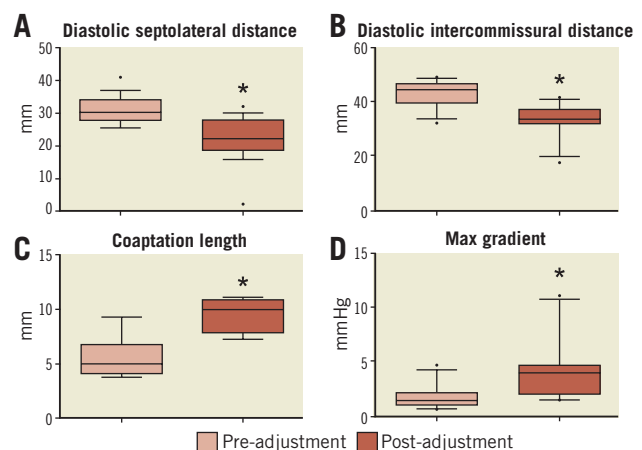 A Diastolic septolateral distance
50
40
30
20
10
0
mm
*
B Diastolic intercommissural distance
60
40
20
0
mm
*
C Coaptation length
15
10
5
0
mm
*
D Max gradient
15
10
5
0
mmHg
*
Pre-adjustment Post-adjustment